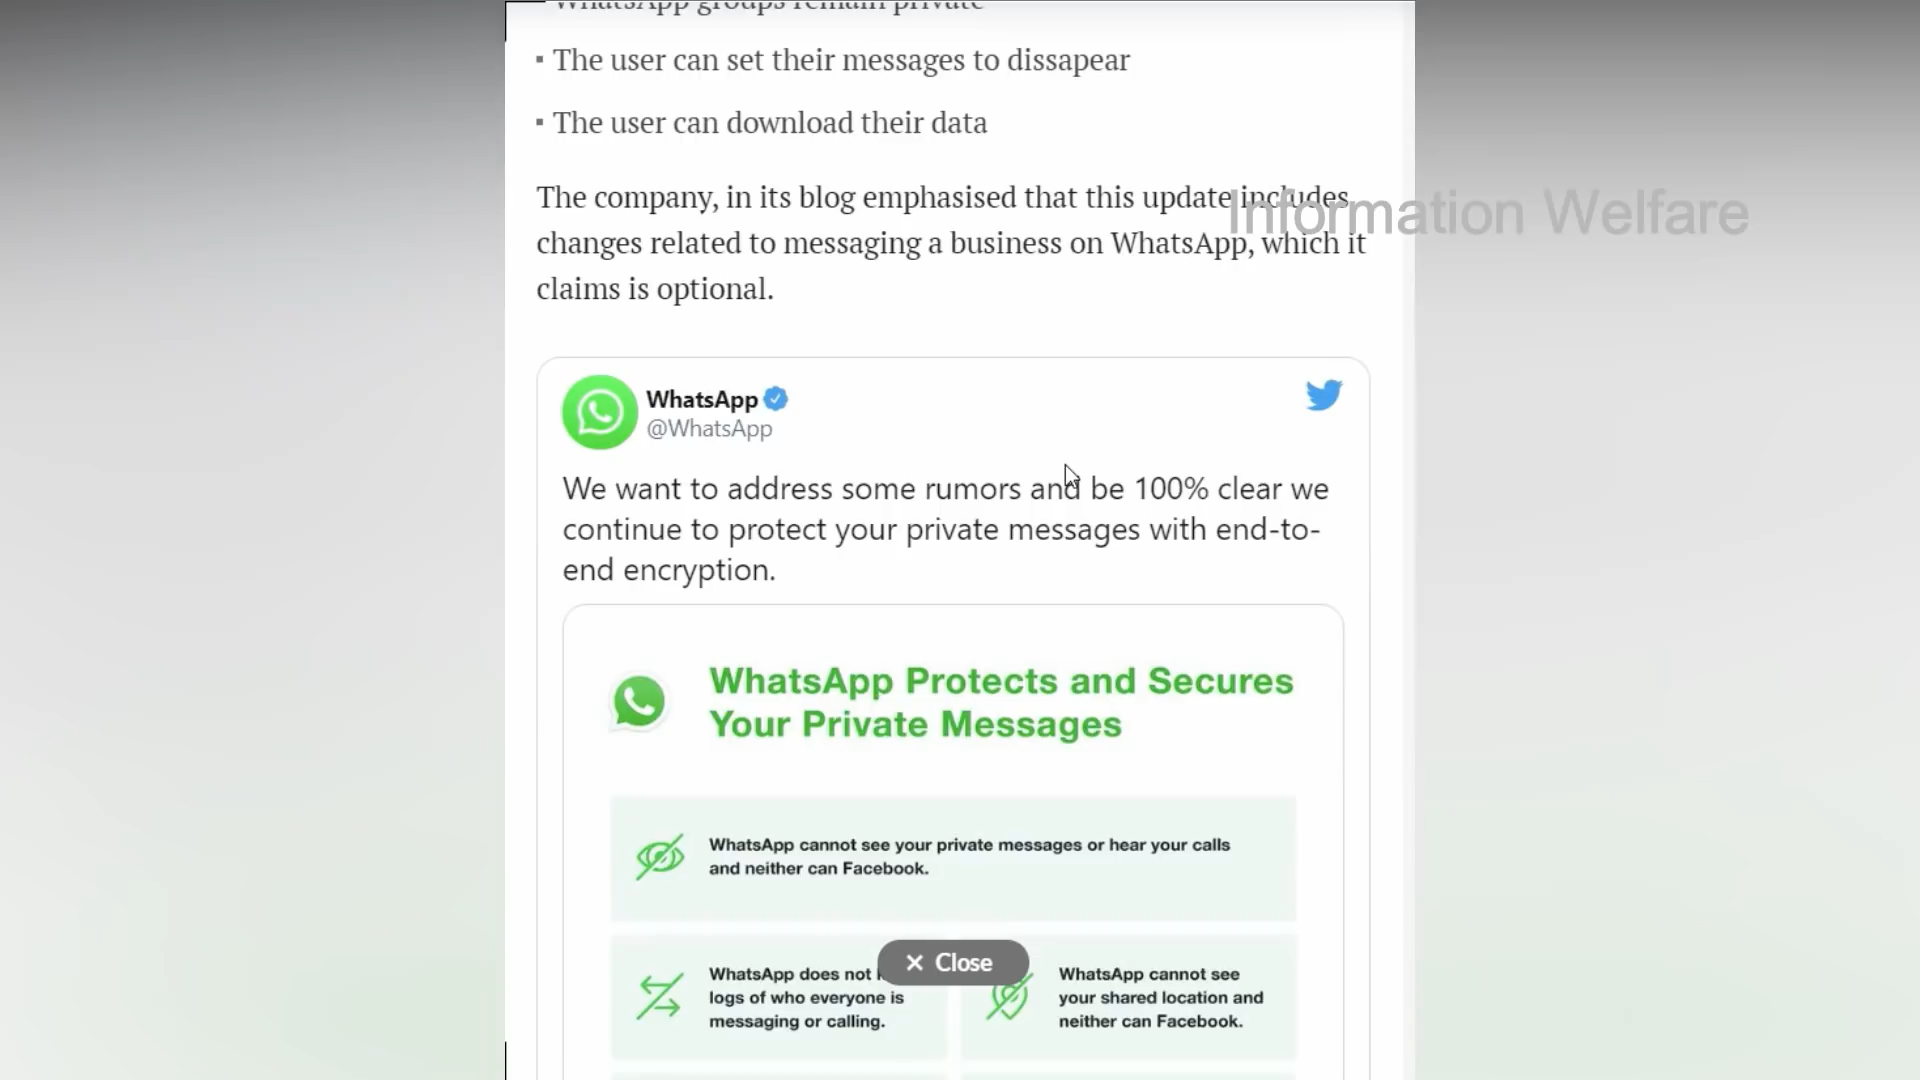 WhatsApp groups remain private
▪ The user can set their messages to dissapear
▪ The user can download their data
The company, in its blog emphasised that this update includes
changes related to messaging a business on WhatsApp, which it
claims is optional.
Information Welfare
WhatsApp
@WhatsApp
We want to address some rumors and be 100% clear we
continue to protect your private messages with end-to-
end encryption.
WhatsApp Protects and Secures
Your Private Messages
WhatsApp cannot see your private messages or hear your calls
and neither can Facebook.
WhatsApp does not
logs of who everyone is
messaging or calling.
✕ Close
WhatsApp cannot see
your shared location and
neither can Facebook.